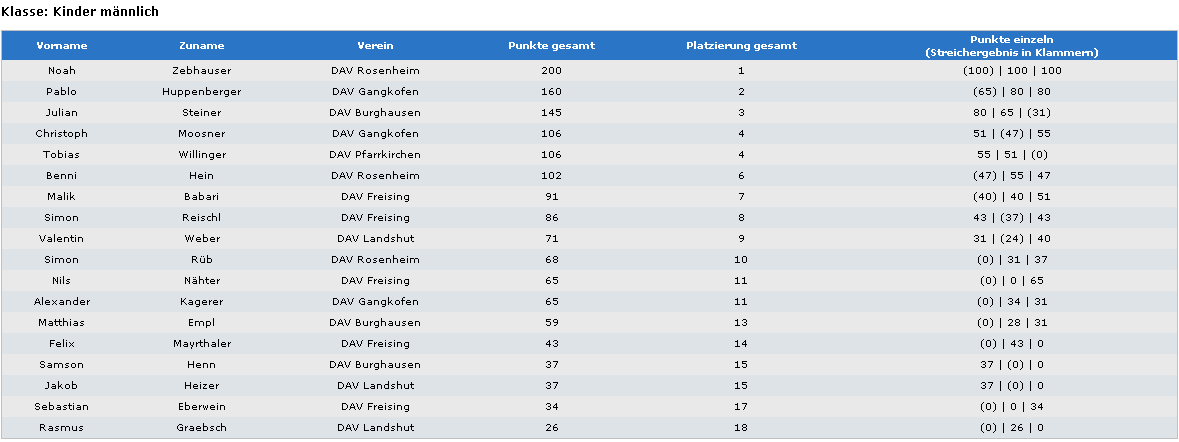 Klasse: Kinder männlich
Vorname Zuname Verein Punkte gesamt Platzierung gesamt Punkte einzeln
(Streichergebnis in Klammern)
Noah Zebhauser DAV Rosenheim 200 1 (100) | 100 | 100
Pablo Huppenberger DAV Gangkofen 160 2 (65) | 80 | 80
Julian Steiner DAV Burghausen 145 3 80 | 65 | (31)
Christoph Moosner DAV Gangkofen 106 4 51 | (47) | 55
Tobias Willinger DAV Pfarrkirchen 106 4 55 | 51 | (0)
Benni Hein DAV Rosenheim 102 6 (47) | 55 | 47
Malik Babari DAV Freising 91 7 (40) | 40 | 51
Simon Reischl DAV Freising 86 8 43 | (37) | 43
Valentin Weber DAV Landshut 71 9 31 | (24) | 40
Simon Rüb DAV Rosenheim 68 10 (0) | 31 | 37
Nils Nähter DAV Freising 65 11 (0) | 0 | 65
Alexander Kagerer DAV Gangkofen 65 11 (0) | 34 | 31
Matthias Empl DAV Burghausen 59 13 (0) | 28 | 31
Felix Mayrthaler DAV Freising 43 14 (0) | 43 | 0
Samson Henn DAV Burghausen 37 15 37 | (0) | 0
Jakob Heizer DAV Landshut 37 15 37 | (0) | 0
Sebastian Eberwein DAV Freising 34 17 (0) | 0 | 34
Rasmus Graebsch DAV Landshut 26 18 (0) | 26 | 0